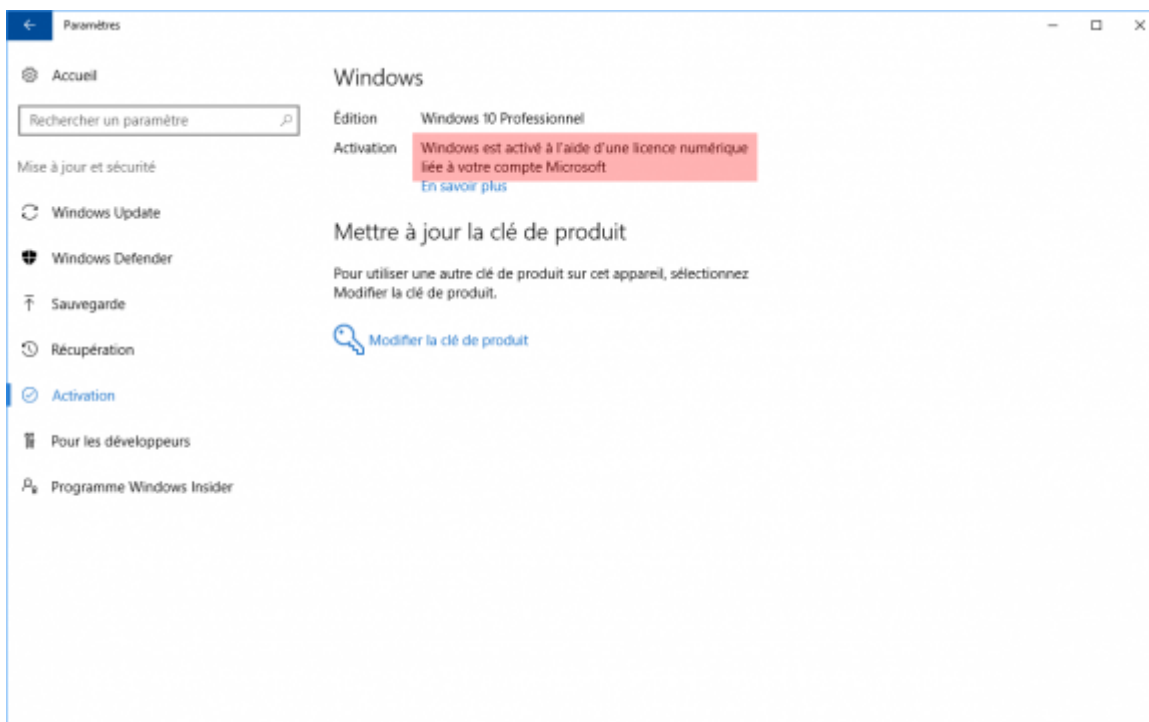 Paramètres
Accueil
Rechercher un paramètre
Mise à jour et sécurité
Windows Update
Windows Defender
Sauvegarde
Récupération
Activation
Pour les développeurs
Programme Windows Insider
Windows
Édition Windows 10 Professionnel
Activation Windows est activé à l'aide d'une licence numérique
liée à votre compte Microsoft
En savoir plus
Mettre à jour la clé de produit
Pour utiliser une autre clé de produit sur cet appareil, sélectionnez
Modifier la clé de produit.
Modifier la clé de produit